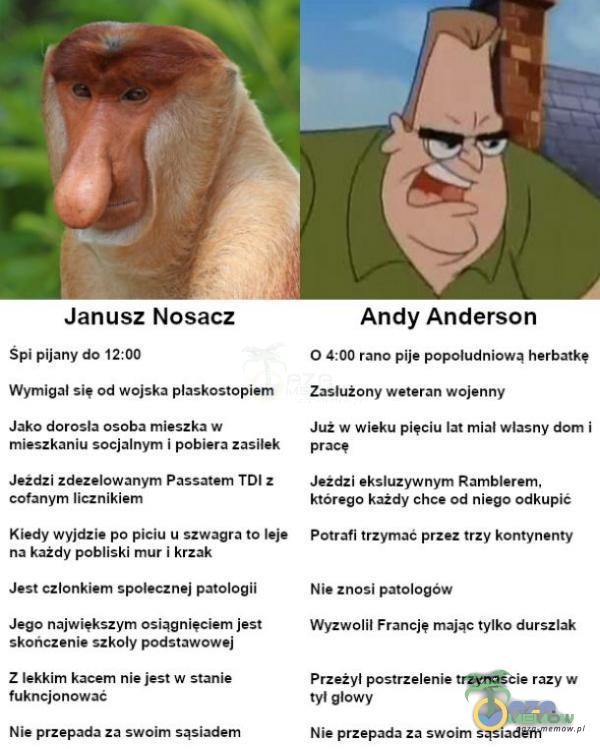 Janusz Nosacz
Śpi pijany do 12:00
Wymigał się od wojska płaskostopiem
Jako dorosła osoba mieszka w
mieszkaniu socjalnym i pobiera zasiłek
Jeździ zdezelowanym Passatem TDI z
cofanym licznikiem
Kiedy wyjdzie po piciu u szwagra to leje
na każdy pobliski mur i krzak
Jest członkiem społecznej patologii
Jego największym osiągnięciem jest
skończenie szkoły podstawowej
Z lekkim kacem nie jest w stanie
fukncjonować
Nie przepada za swoim sąsiadem
Andy Anderson
O 4:00 rano pije popołudniową herbatkę
Zasłużony weteran wojenny
Już w wieku pięciu lat miał własny dom i
pracę
Jeździ eksluzywnym Ramblerem,
którego każdy chce od niego odkupić
Potrafi trzymać przez trzy kontynenty
Nie znosi patologów
Wyzwolił Francję mając tylko durszlak
Przeżył postrzelenie trzynaście razy w
tył głowy
Nie przepada za swoim sąsiadem